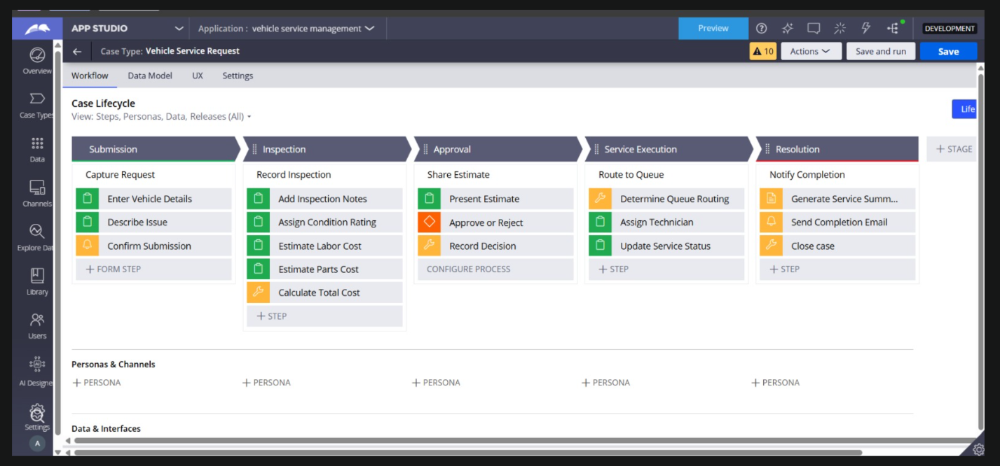 APP STUDIO Application : vehicle service management Preview DEVELOPMENT
Case Type: Vehicle Service Request 10 Actions Save and run Save
Overview
Case Types
Data
Channels
Explore Dat
Library
Users
AI Designe
Settings
A
Workflow Data Model UX Settings
Case Lifecycle
View: Steps, Personas, Data, Releases (All)
Life
Submission Inspection Approval Service Execution Resolution + STAGE
Capture Request
Enter Vehicle Details
Describe Issue
Confirm Submission
+ FORM STEP
Record Inspection
Add Inspection Notes
Assign Condition Rating
Estimate Labor Cost
Estimate Parts Cost
Calculate Total Cost
+ STEP
Share Estimate
Present Estimate
Approve or Reject
Record Decision
CONFIGURE PROCESS
Route to Queue
Determine Queue Routing
Assign Technician
Update Service Status
+ STEP
Notify Completion
Generate Service Summ...
Send Completion Email
Close case
+ STEP
Personas & Channels
+ PERSONA + PERSONA + PERSONA + PERSONA + PERSONA
Data & Interfaces